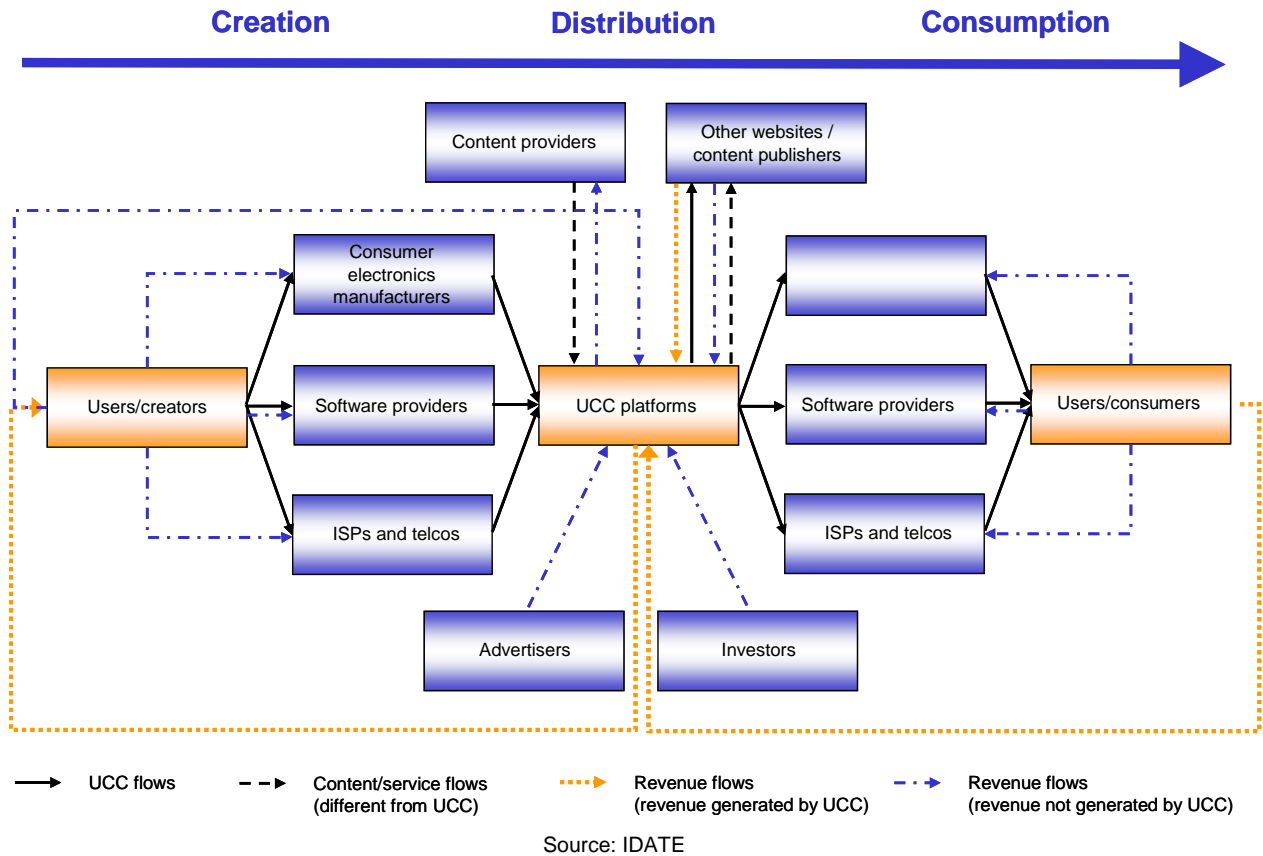 Creation
Distribution
Consumption
Content providers
Other websites /
content publishers
Consumer
electronics
manufacturers
Users/creators
Software providers
UCC platforms
Software providers
Users/consumers
ISPs and telcos
ISPs and telcos
Advertisers
Investors
UCC flows
Content/service flows
(different from UCC)
Revenue flows
(revenue generated by UCC)
Revenue flows
(revenue not generated by UCC)
Source: IDATE